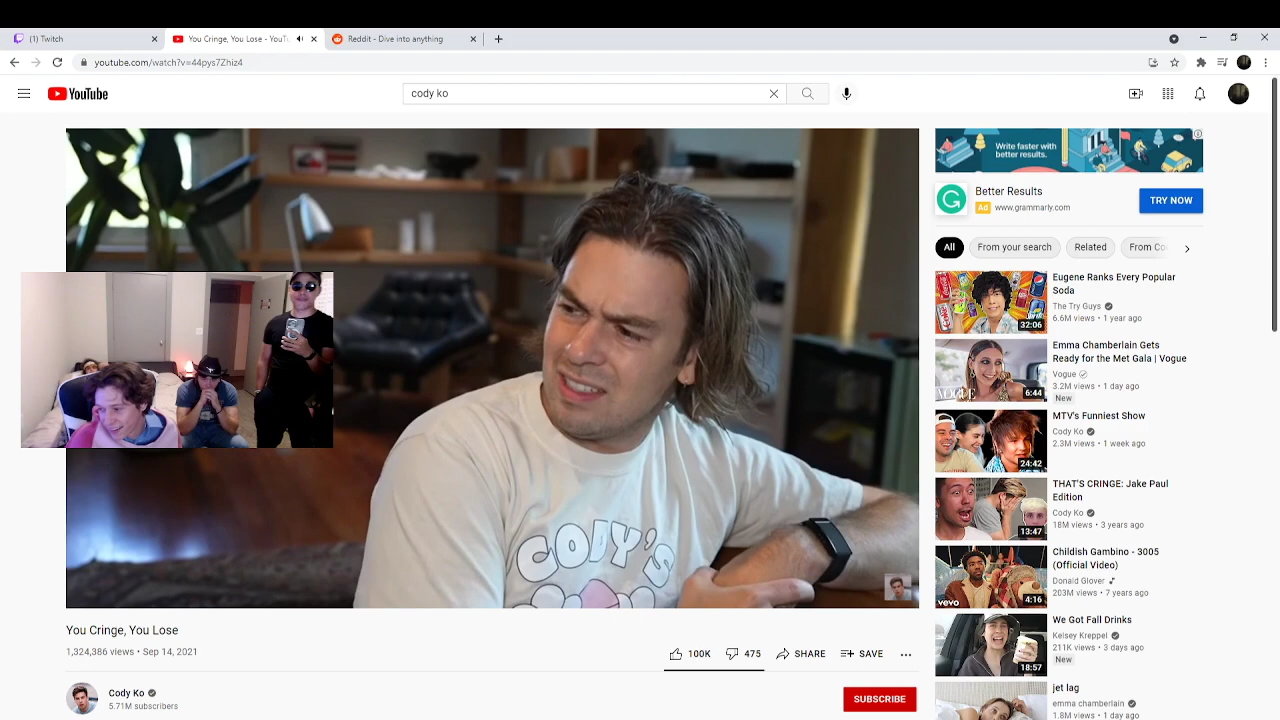 (1) Twitch
You Cringe, You Lose - YouTu
Reddit - Dive into anything
youtube.com/watch?v=44pys7Zhiz4
YouTube
cody ko
CODY'S
You Cringe, You Lose
1,324,386 views • Sep 14, 2021
100K
475
SHARE
SAVE
Cody Ko
5.71M subscribers
SUBSCRIBE
Write faster with
better results.
Better Results
Ad www.grammarly.com
TRY NOW
All
From your search
Related
From Co
32:06
Eugene Ranks Every Popular
Soda
The Try Guys
6.6M views • 1 year ago
VOGUE
6:44
Emma Chamberlain Gets
Ready for the Met Gala | Vogue
Vogue
3.2M views • 1 day ago
New
24:42
MTV's Funniest Show
Cody Ko
2.3M views • 1 week ago
13:47
THAT'S CRINGE: Jake Paul
Edition
Cody Ko
18M views • 3 years ago
vevo
4:16
Childish Gambino - 3005
(Official Video)
Donald Glover
203M views • 7 years ago
18:57
We Got Fall Drinks
Kelsey Kreppel
211K views • 3 days ago
New
jet lag
emma chamberlain
1.8M views • 1 day ago